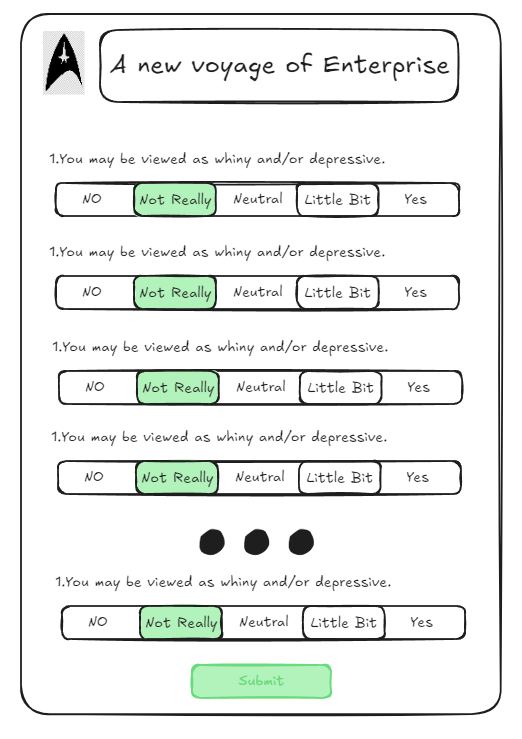 A new voyage of Enterprise
1.You may be viewed as whiny and/or depressive.
NO Not Really Neutral Little Bit Yes
1.You may be viewed as whiny and/or depressive.
NO Not Really Neutral Little Bit Yes
1.You may be viewed as whiny and/or depressive.
NO Not Really Neutral Little Bit Yes
1.You may be viewed as whiny and/or depressive.
NO Not Really Neutral Little Bit Yes
1.You may be viewed as whiny and/or depressive.
NO Not Really Neutral Little Bit Yes
Submit